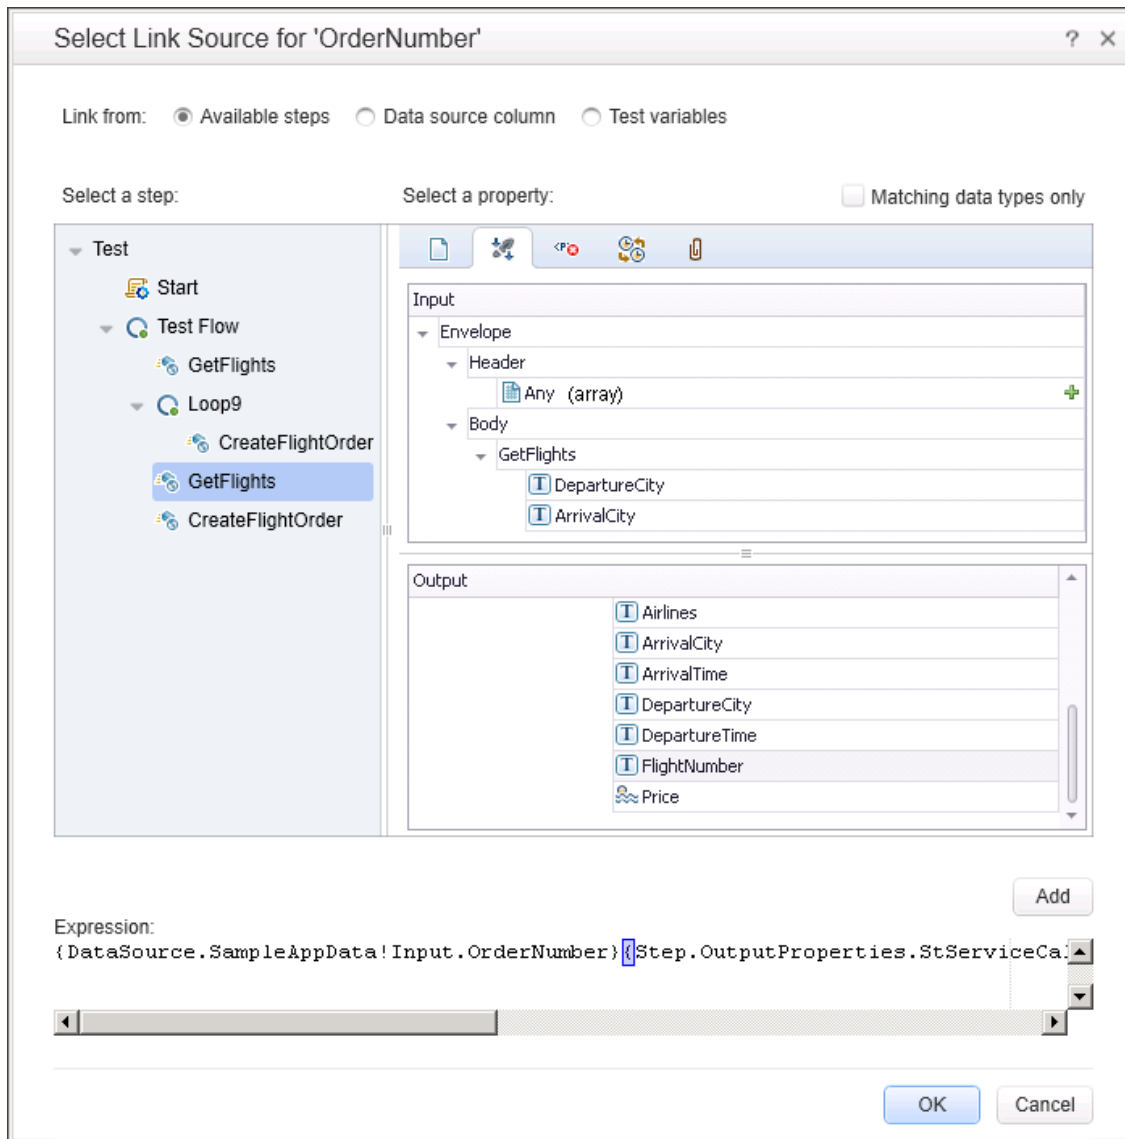 Select Link Source for 'OrderNumber'
? ×
Link from: Available steps Data source column Test variables
Select a step: Select a property: Matching data types only
Test
Start
Test Flow
GetFlights
Loop9
CreateFlightOrder
GetFlights
CreateFlightOrder
<P>
Input
Envelope
Header
Any (array)
Body
GetFlights
T DepartureCity
T ArrivalCity
Output
T Airlines
T ArrivalCity
T ArrivalTime
T DepartureCity
T DepartureTime
T FlightNumber
Price
Add
Expression:
{DataSource.SampleAppData!Input.OrderNumber}{Step.OutputProperties.StServiceCal
OK Cancel